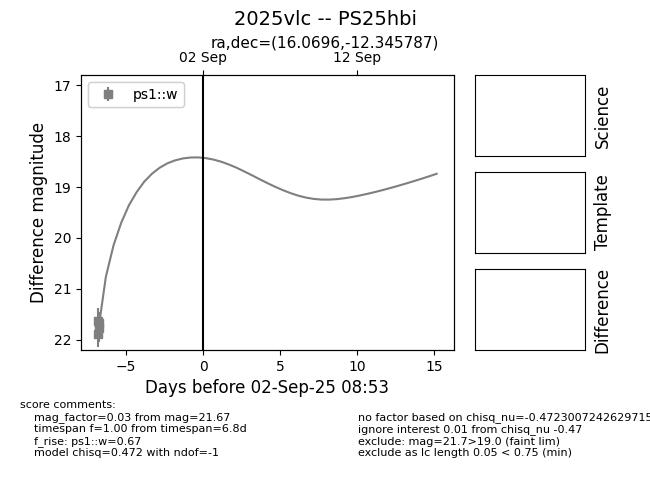 2025vlc -- PS25hbi
ra,dec=(16.0696,-12.345787)
02 Sep 12 Sep
ps1::w
17
18
19
20
21
22
Difference magnitude
−5 0 5 10 15
Days before 02-Sep-25 08:53
Science
Template
Difference
score comments:
mag_factor=0.03 from mag=21.67
timespan f=1.00 from timespan=6.8d
f_rise: ps1::w=0.67
model chisq=0.472 with ndof=-1
no factor based on chisq_nu=-0.4723007242629715
ignore interest 0.01 from chisq_nu -0.47
exclude: mag=21.7>19.0 (faint lim)
exclude as lc length 0.05 < 0.75 (min)